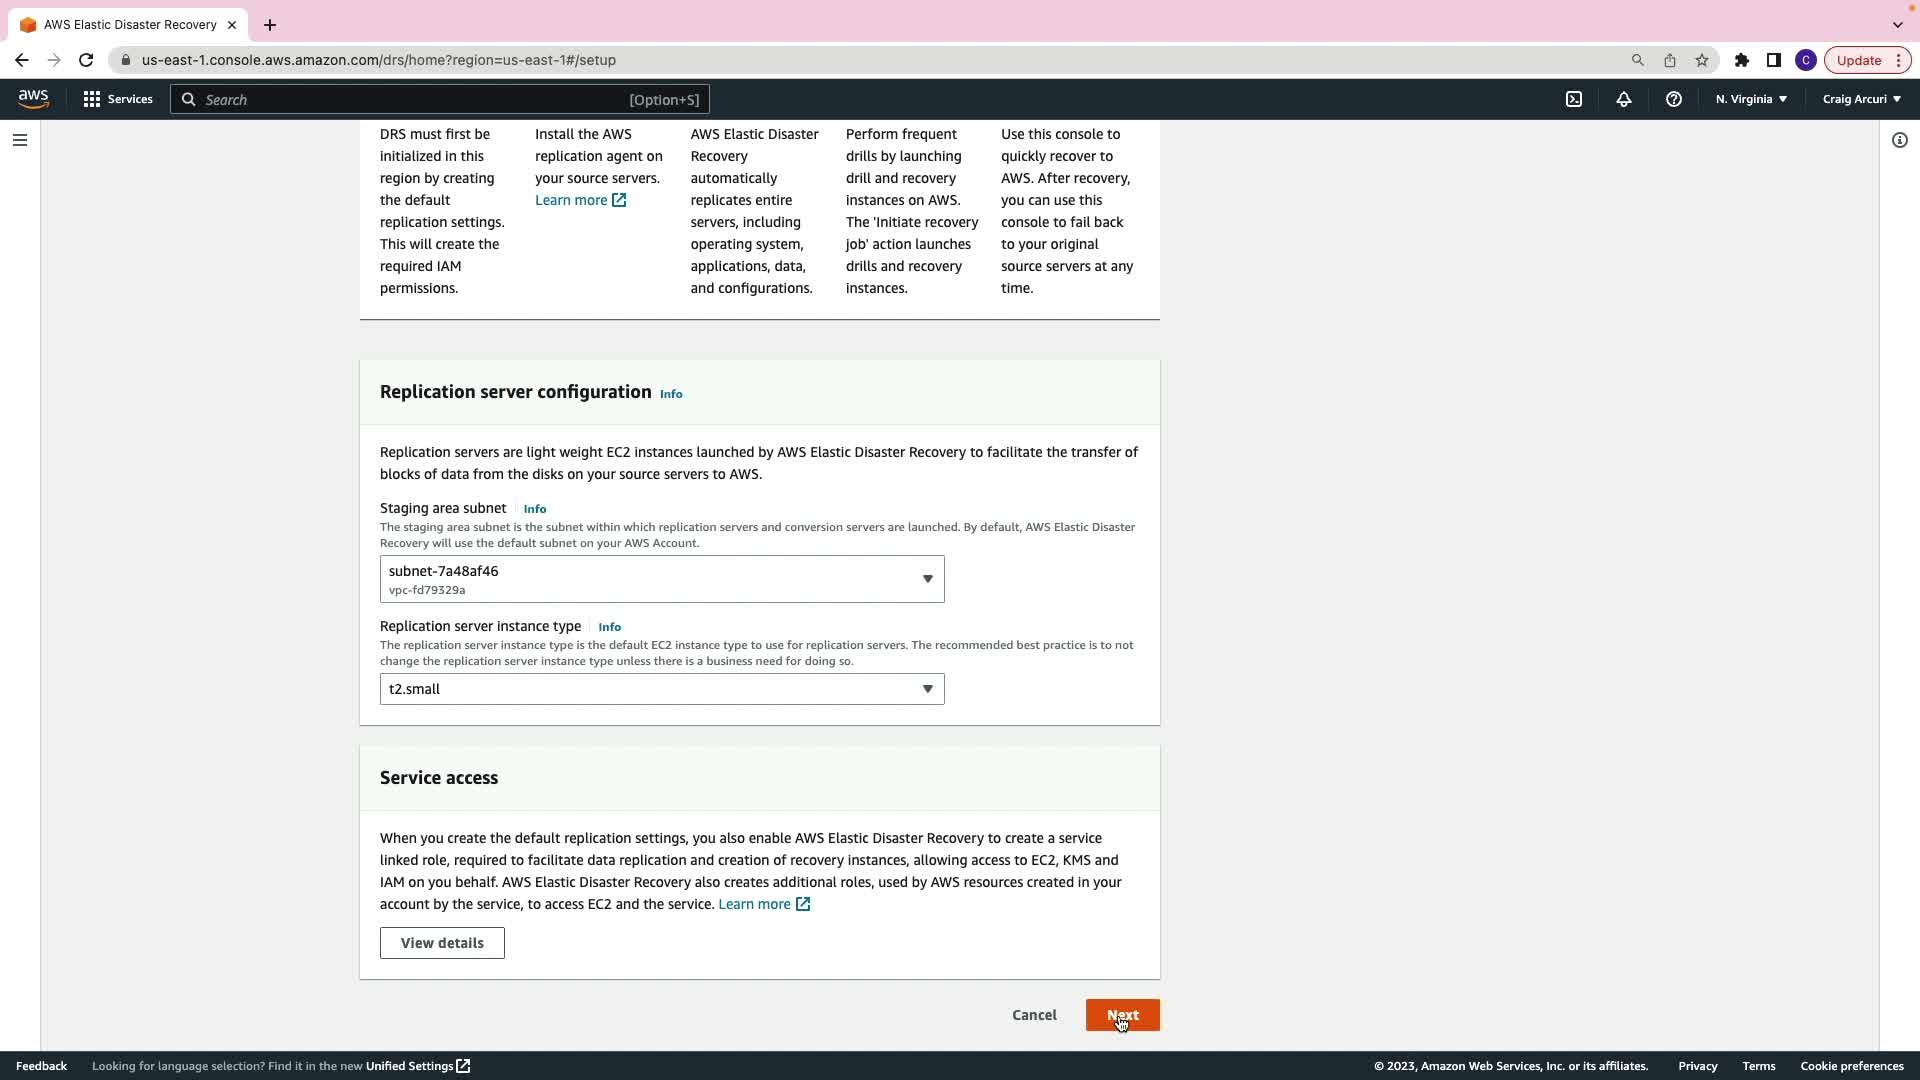 AWS Elastic Disaster Recovery
us-east-1.console.aws.amazon.com/drs/home?region=us-east-1#/setup
C
Update
aws
Services
Search
[Option+S]
N. Virginia
Craig Arcuri
DRS must first be
initialized in this
region by creating
the default
replication settings.
This will create the
required IAM
permissions.
Install the AWS
replication agent on
your source servers.
Learn more
AWS Elastic Disaster
Recovery
automatically
replicates entire
servers, including
operating system,
applications, data,
and configurations.
Perform frequent
drills by launching
drill and recovery
instances on AWS.
The 'Initiate recovery
job' action launches
drills and recovery
instances.
Use this console to
quickly recover to
AWS. After recovery,
you can use this
console to fail back
to your original
source servers at any
time.
Replication server configuration Info
Replication servers are light weight EC2 instances launched by AWS Elastic Disaster Recovery to facilitate the transfer of
blocks of data from the disks on your source servers to AWS.
Staging area subnet Info
The staging area subnet is the subnet within which replication servers and conversion servers are launched. By default, AWS Elastic Disaster
Recovery will use the default subnet on your AWS Account.
subnet-7a48af46
vpc-fd79329a
Replication server instance type Info
The replication server instance type is the default EC2 instance type to use for replication servers. The recommended best practice is to not
change the replication server instance type unless there is a business need for doing so.
t2.small
Service access
When you create the default replication settings, you also enable AWS Elastic Disaster Recovery to create a service
linked role, required to facilitate data replication and creation of recovery instances, allowing access to EC2, KMS and
IAM on you behalf. AWS Elastic Disaster Recovery also creates additional roles, used by AWS resources created in your
account by the service, to access EC2 and the service. Learn more
View details
Cancel
Next
Feedback
Looking for language selection? Find it in the new Unified Settings
© 2023, Amazon Web Services, Inc. or its affiliates.
Privacy
Terms
Cookie preferences